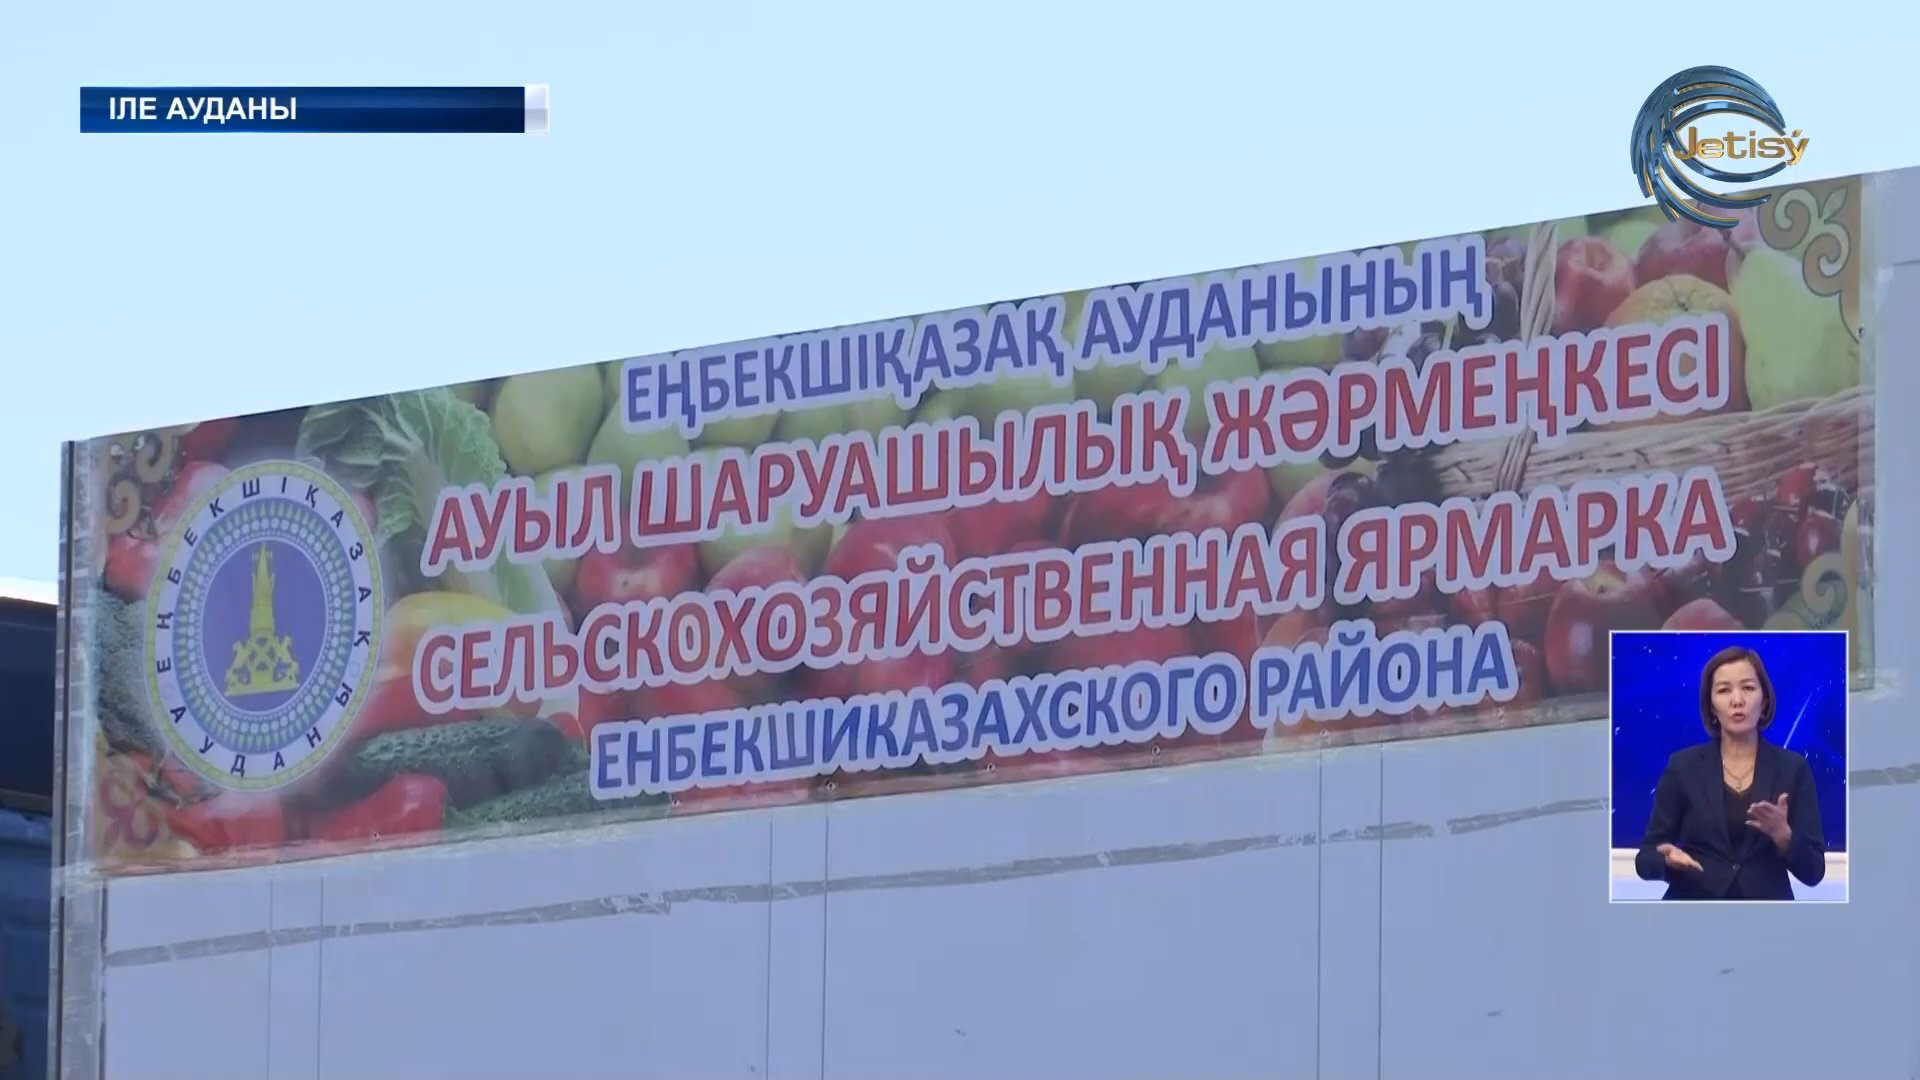 ІЛЕ АУДАНЫ
Jetisý
ЕҢБЕКШІҚАЗАҚ АУДАНЫНЫҢ
АУЫЛ ШАРУАШЫЛЫҚ ЖӘРМЕҢКЕСІ
СЕЛЬСКОХОЗЯЙСТВЕННАЯ ЯРМАРКА
ЕНБЕКШИКАЗАХСКОГО РАЙОНА
ЕҢБЕКШІҚАЗАҚ
АУДАНЫ